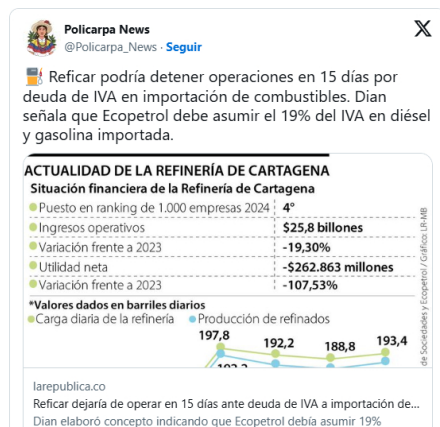 Policarpa News
@Policarpa_News · Seguir
Reficar podría detener operaciones en 15 días por
deuda de IVA en importación de combustibles. Dian
señala que Ecopetrol debe asumir el 19% del IVA en diésel
y gasolina importada.
ACTUALIDAD DE LA REFINERÍA DE CARTAGENA
Situación financiera de la Refinería de Cartagena
Puesto en ranking de 1.000 empresas 2024 4°
Ingresos operativos $25,8 billones
Variación frente a 2023 -19,30%
Utilidad neta -$262.863 millones
Variación frente a 2023 -107,53%
*Valores dados en barriles diarios
Carga diaria de la refinería Producción de refinados
197,8 192,2 188,8 193,4
de Sociedades y Ecopetrol / Gráfico: LR-MB
larepublica.co
Reficar dejaría de operar en 15 días ante deuda de IVA a importación de...
Dian elaboró concepto indicando que Ecopetrol debía asumir 19%